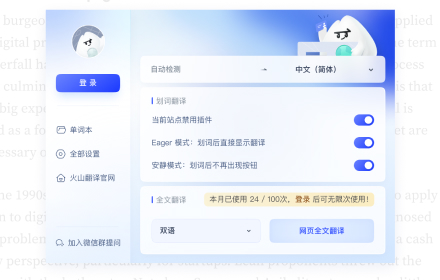 登 录
单词本
全部设置
火山翻译官网
加入微信群提问
自动检测
中文（简体）
划词翻译
当前站点禁用插件
Eager 模式：划词后直接显示翻译
安静模式：划词后不再出现按钮
全文翻译
本月已使用 24 / 100次，登录 后可无限次使用！
双语
网页全文翻译